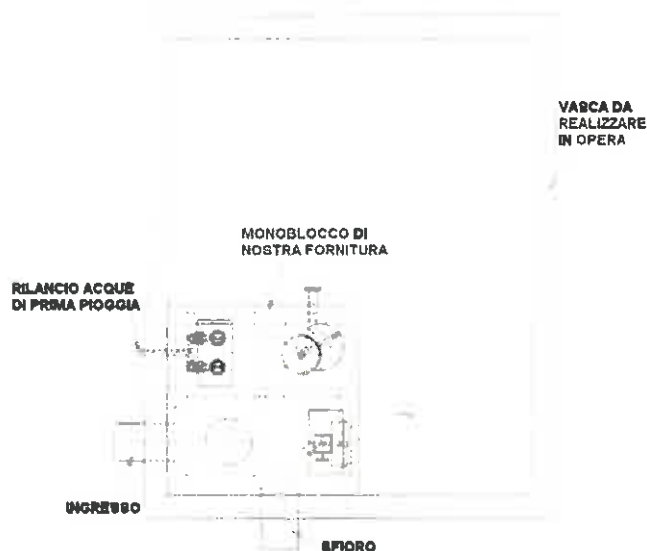 VASCA DA
REALIZZARE
IN OPERA
MONOBLOCCO DI
NOSTRA FORNITURA
RILANCIO ACQUE
DI PRIMA PIOGGIA
INGRESSO
SFIORO